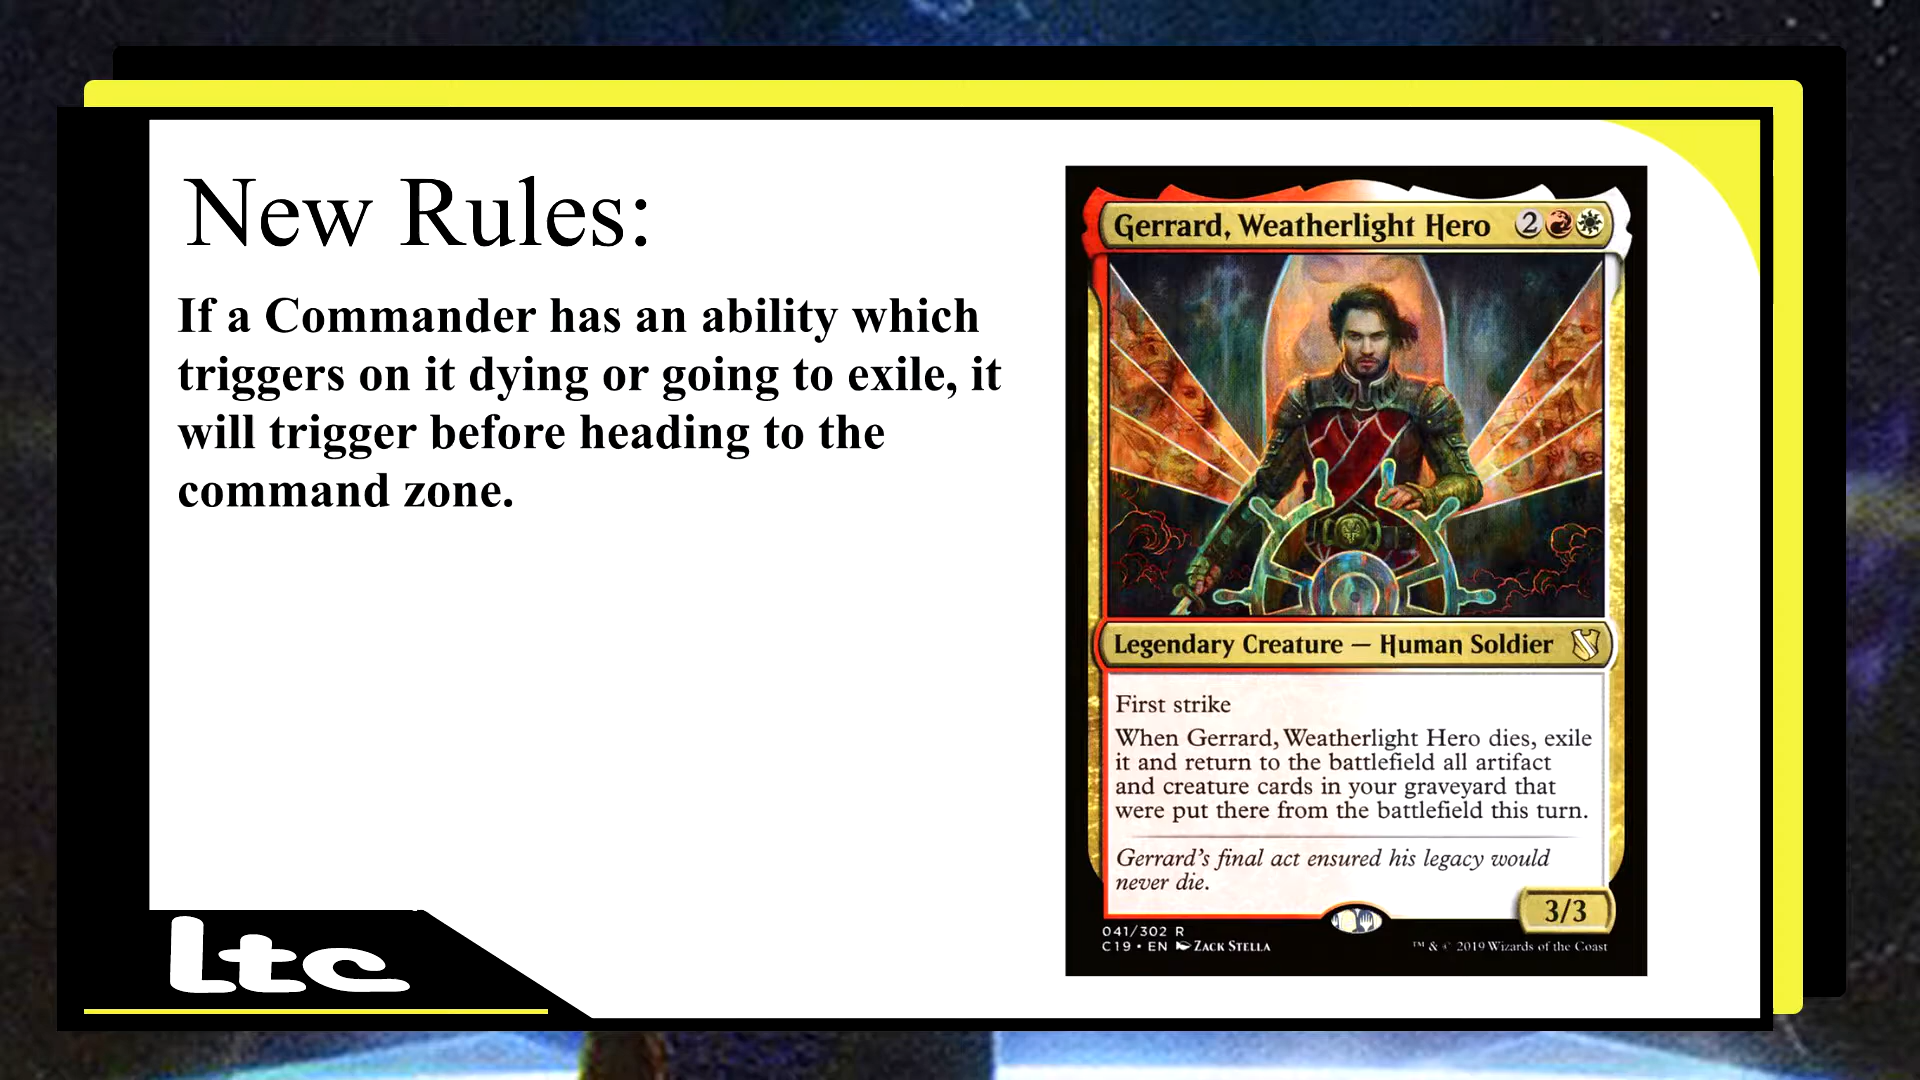 New Rules:
If a Commander has an ability which
triggers on it dying or going to exile, it
will trigger before heading to the
command zone.
Gerrard, Weatherlight Hero 2
Legendary Creature — Human Soldier
First strike
When Gerrard, Weatherlight Hero dies, exile
it and return to the battlefield all artifact
and creature cards in your graveyard that
were put there from the battlefield this turn.
Gerrard's final act ensured his legacy would
never die.
3/3
041/302 R
C19 • EN ZACK STELLA
™ & © 2019 Wizards of the Coast
Ltc